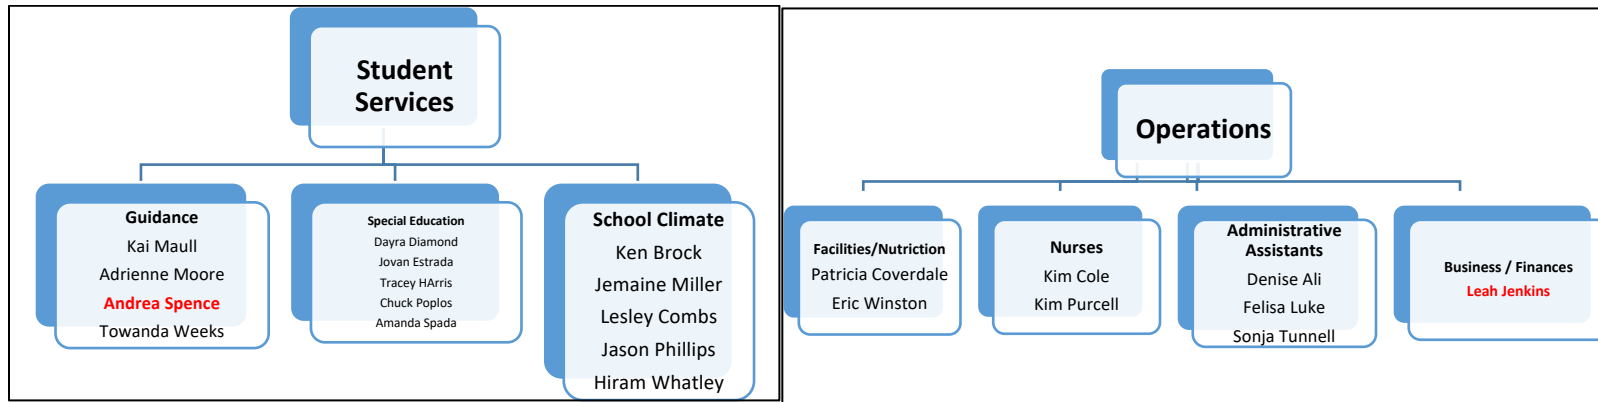 Student
Services
Guidance
Kai Maull
Adrienne Moore
Andrea Spence
Towanda Weeks
Special Education
Dayra Diamond
Jovan Estrada
Tracey HArris
Chuck Poplos
Amanda Spada
School Climate
Ken Brock
Jemaine Miller
Lesley Combs
Jason Phillips
Hiram Whatley
Operations
Facilities/Nutriction
Patricia Coverdale
Eric Winston
Nurses
Kim Cole
Kim Purcell
Administrative
Assistants
Denise Ali
Felisa Luke
Sonja Tunnell
Business / Finances
Leah Jenkins